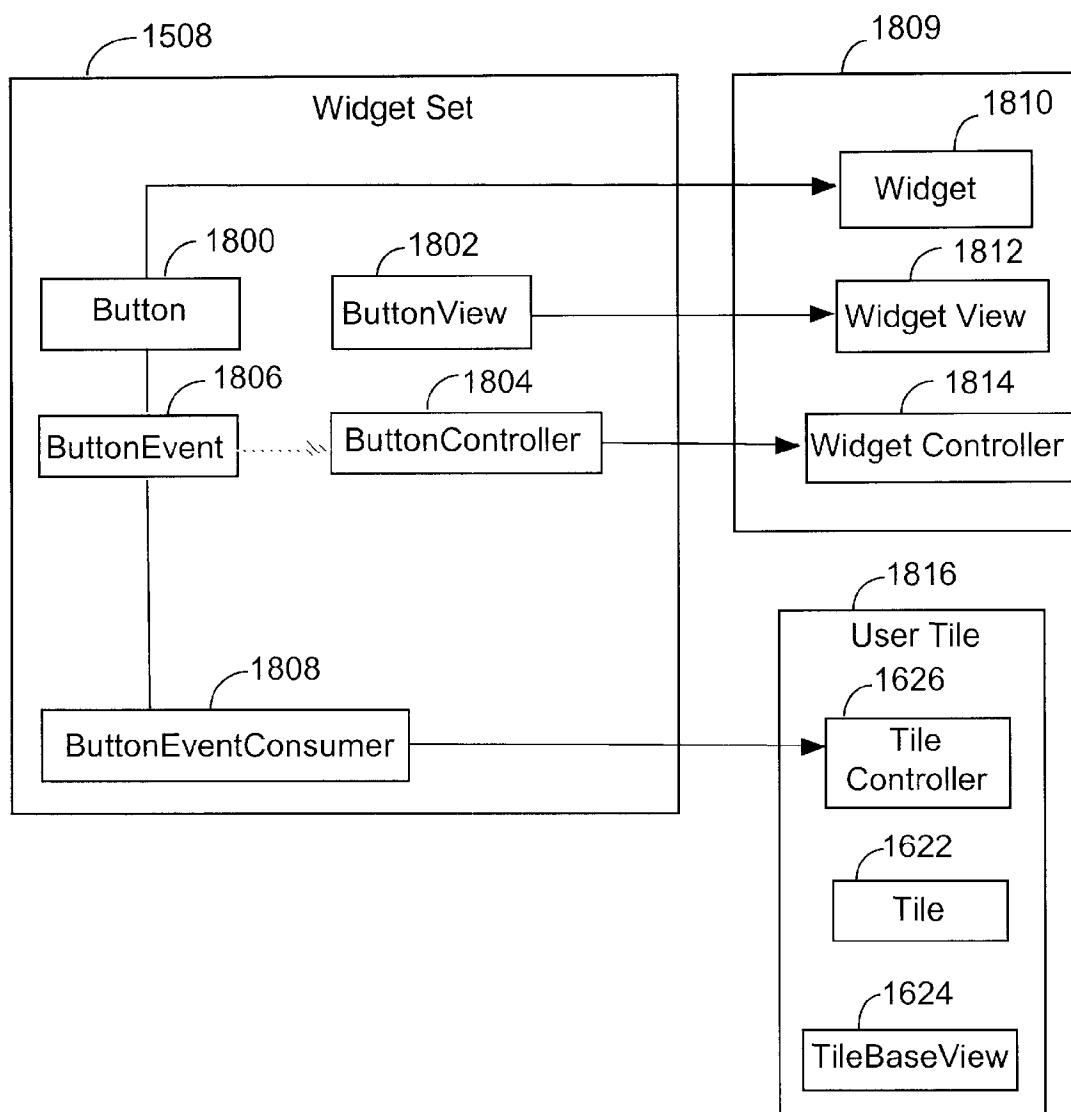 1508
Widget Set
1809
1810
Widget
1800
Button
1802
ButtonView
1812
Widget View
1806
ButtonEvent
1804
ButtonController
1814
Widget Controller
1816
User Tile
1808
ButtonEventConsumer
1626
Tile
Controller
1622
Tile
1624
TileBaseView